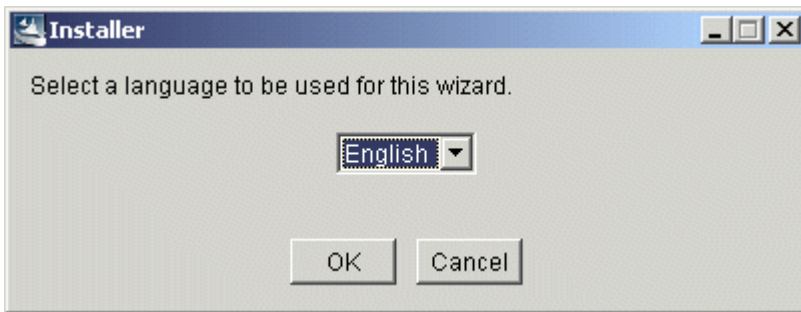 Installer
Select a language to be used for this wizard.
English
OK Cancel